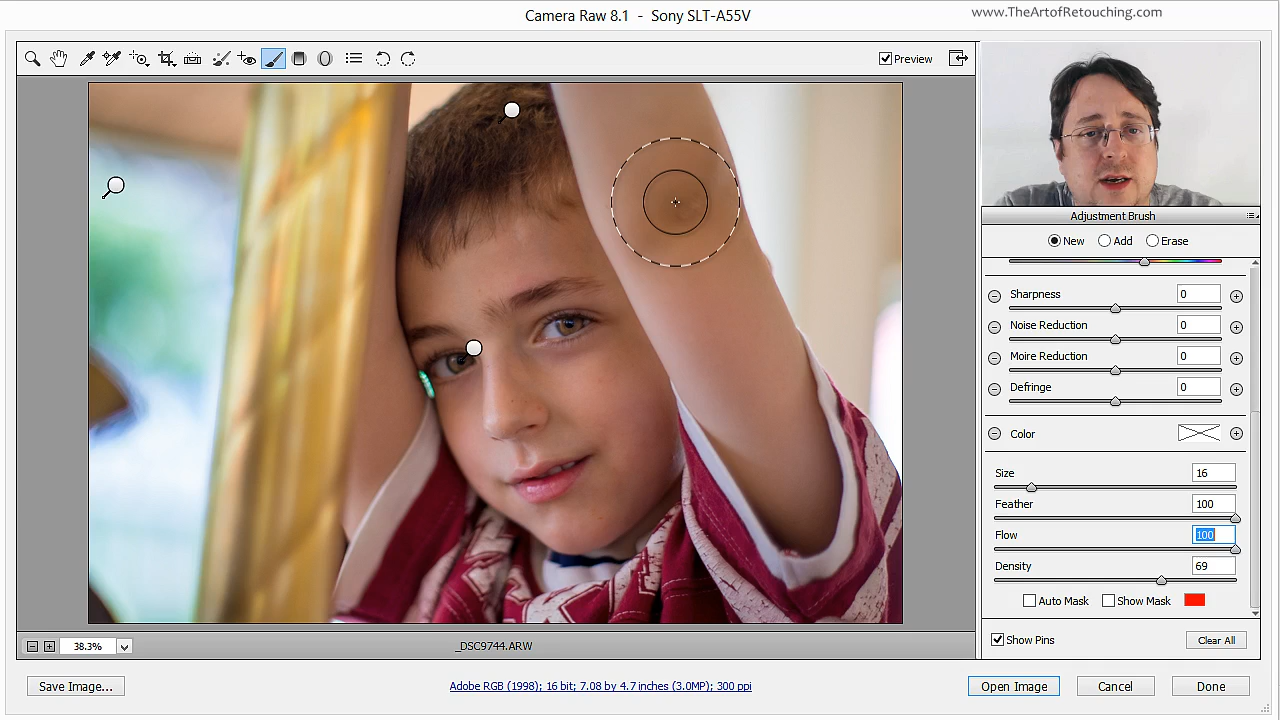 Camera Raw 8.1 - Sony SLT-A55V
www.TheArtofRetouching.com
Preview
Adjustment Brush
New Add Erase
Sharpness 0
Noise Reduction 0
Moire Reduction 0
Defringe 0
Color
Size 16
Feather 100
Flow 100
Density 69
Auto Mask Show Mask
38.3% _DSC9744.ARW
Show Pins Clear All
Save Image... Adobe RGB (1998); 16 bit; 7.08 by 4.7 inches (3.0MP); 300 ppi Open Image Cancel Done